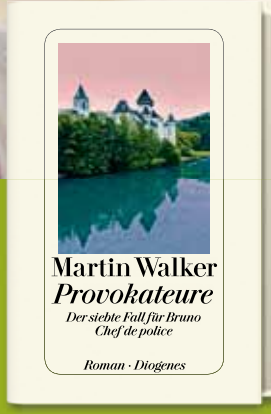 Martin Walker
Provokateure
Der siebte Fall für Bruno
Chef de police
Roman · Diogenes